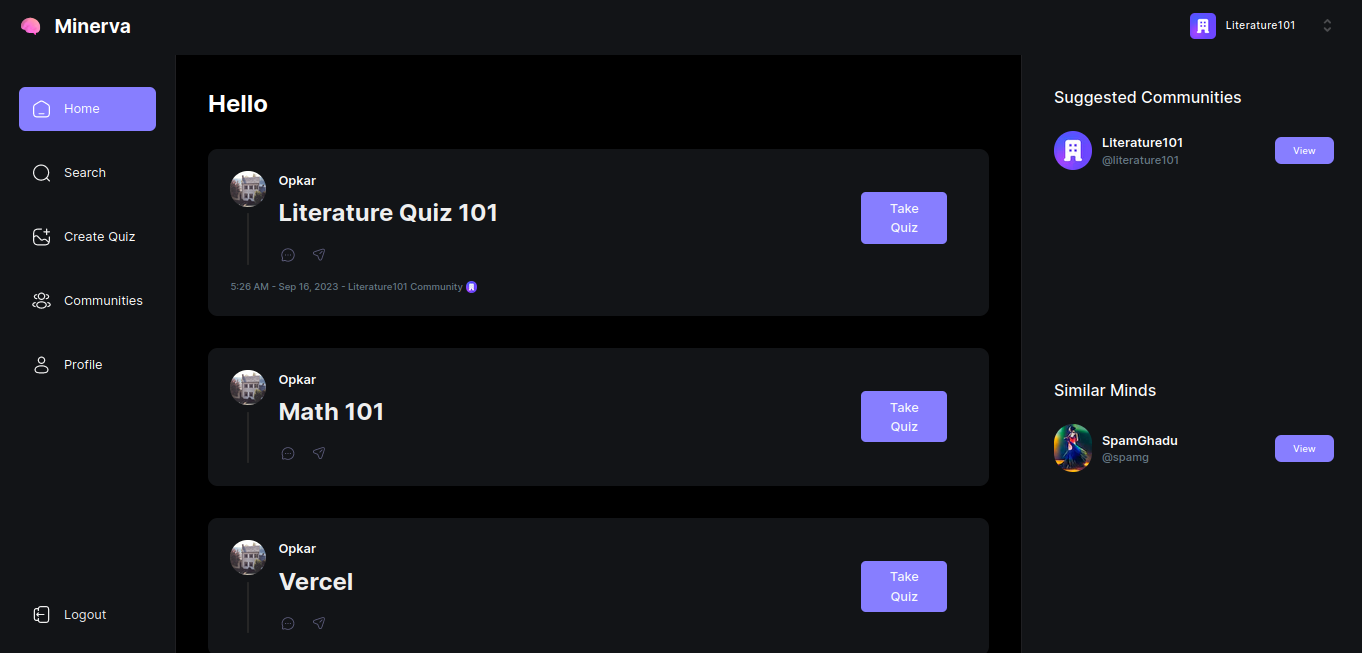 Minerva
Literature101
Home
Search
Create Quiz
Communities
Profile
Logout
Hello
Opkar
Literature Quiz 101
Take
Quiz
5:26 AM - Sep 16, 2023 - Literature101 Community
Opkar
Math 101
Take
Quiz
Opkar
Vercel
Take
Quiz
Suggested Communities
LIterature101
@literature101
View
Similar Minds
SpamGhadu
@spamg
View